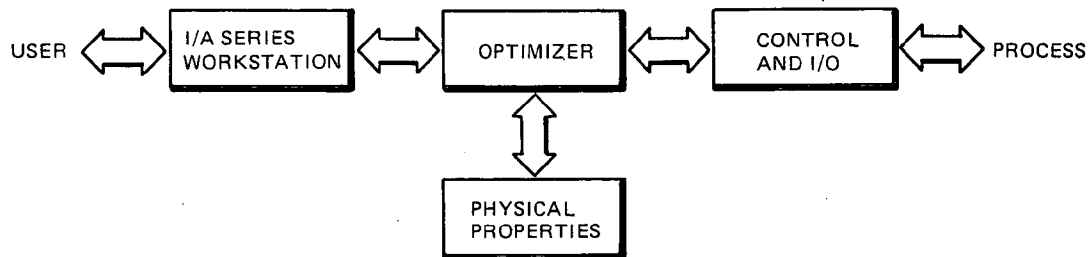 USER
I/A SERIES
WORKSTATION
OPTIMIZER
CONTROL
AND I/O
PROCESS
PHYSICAL
PROPERTIES